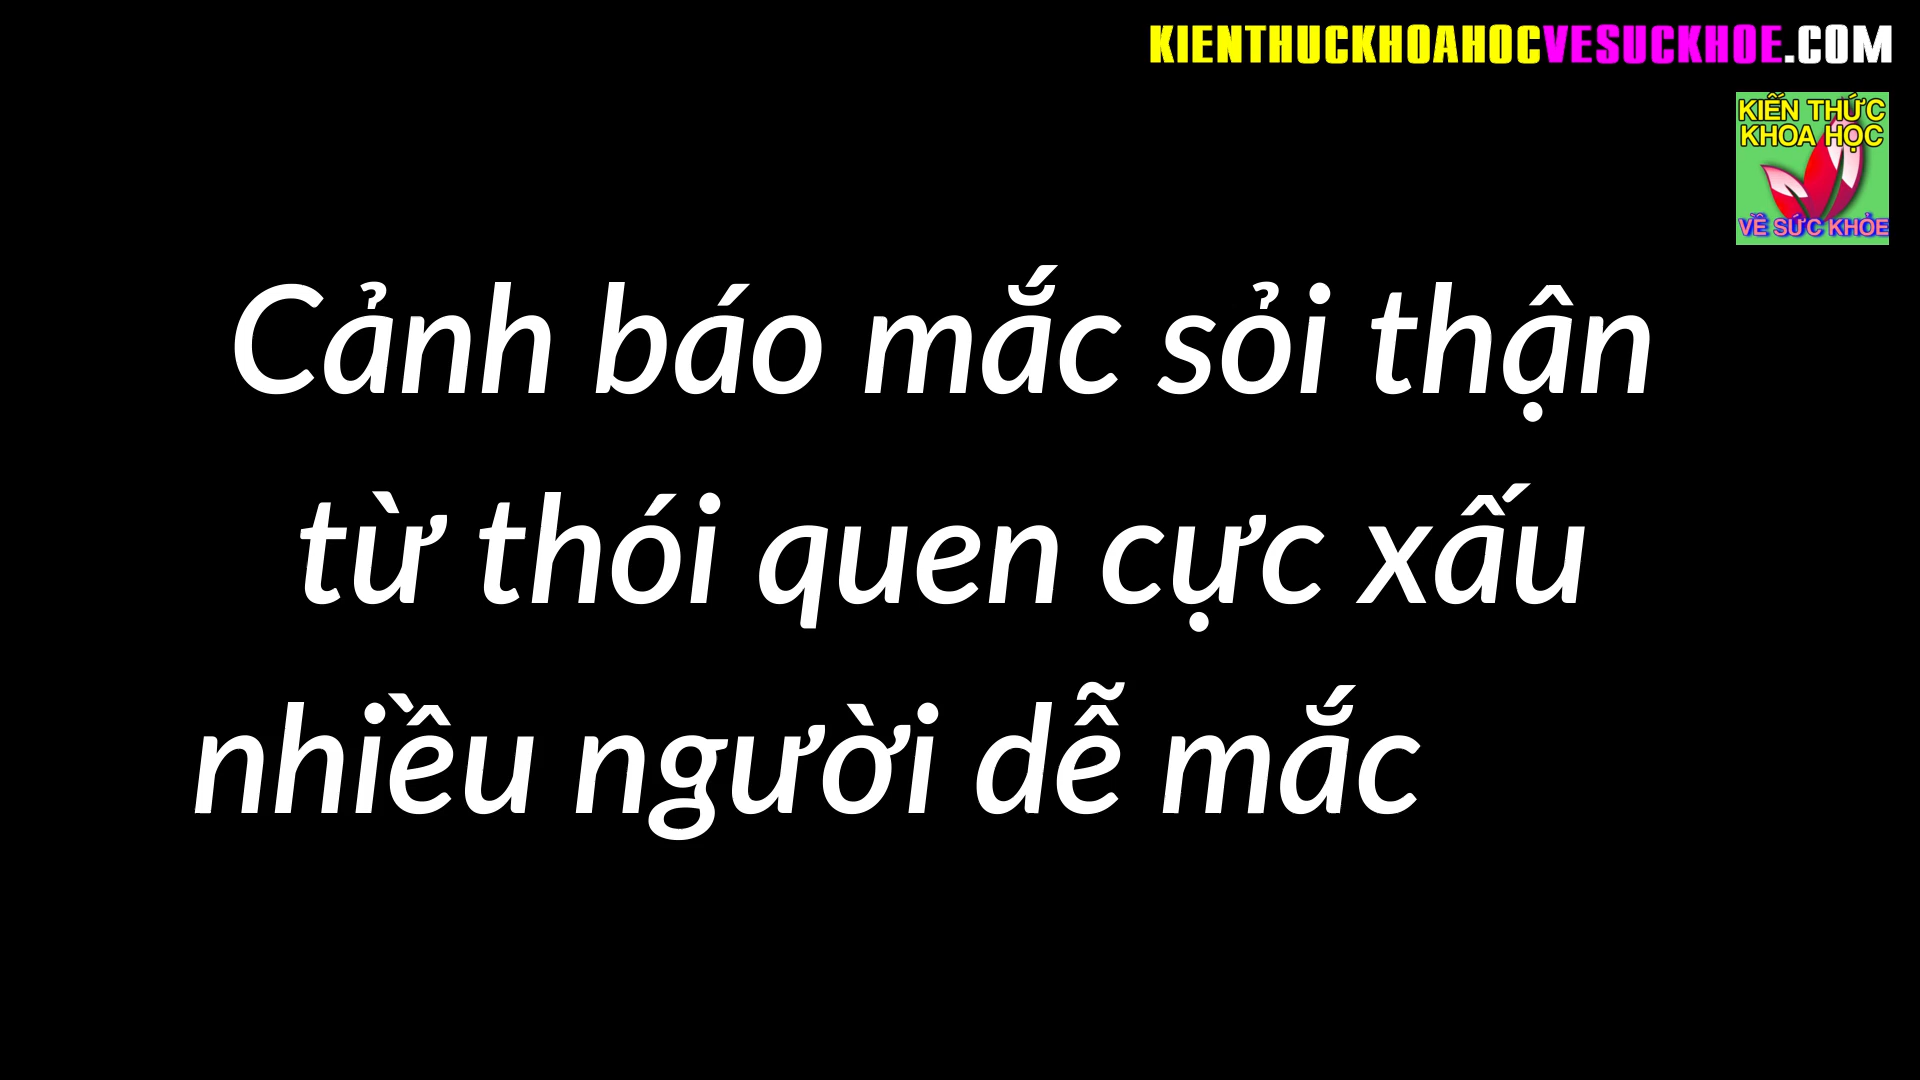 KIENTHUCKHOAHOCVESUCKHOE.COM
KIẾN THỨC
KHOA HỌC
VỀ SỨC KHỎE
Cảnh báo mắc sỏi thận
từ thói quen cực xấu
nhiều người dễ mắc